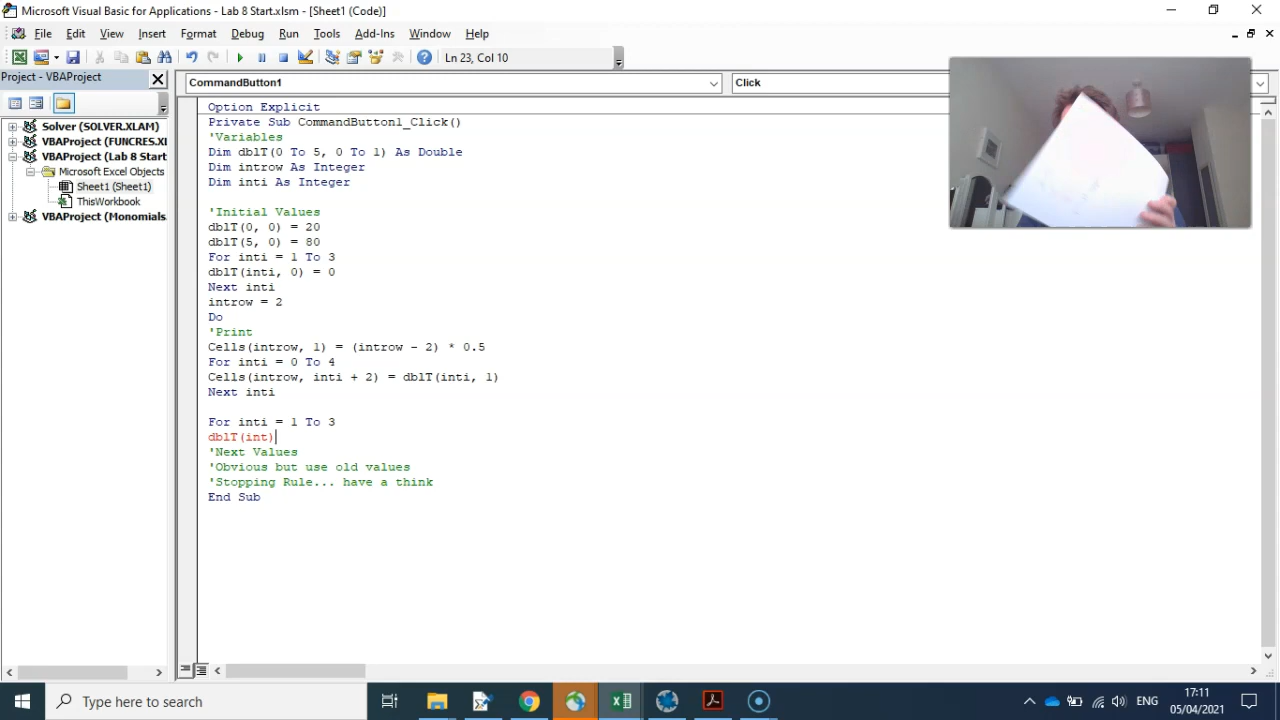 Microsoft Visual Basic for Applications - Lab 8 Start.xlsm - [Sheet1 (Code)]
File Edit View Insert Format Debug Run Tools Add-Ins Window Help
Ln 23, Col 10
Project - VBAProject
CommandButton1 Click
Solver (SOLVER.XLAM)
VBAProject (FUNCRES.XL
VBAProject (Lab 8 Start
Microsoft Excel Objects
Sheet1 (Sheet1)
ThisWorkbook
VBAProject (Monomials.
Option Explicit
Private Sub CommandButton1_Click()
'Variables
Dim dblT(0 To 5, 0 To 1) As Double
Dim introw As Integer
Dim inti As Integer
'Initial Values
dblT(0, 0) = 20
dblT(5, 0) = 80
For inti = 1 To 3
dblT(inti, 0) = 0
Next inti
introw = 2
Do
'Print
Cells(introw, 1) = (introw - 2) * 0.5
For inti = 0 To 4
Cells(introw, inti + 2) = dblT(inti, 1)
Next inti
For inti = 1 To 3
dblT(int)
'Next Values
'Obvious but use old values
'Stopping Rule... have a think
End Sub
Type here to search
ENG
17:11
05/04/2021